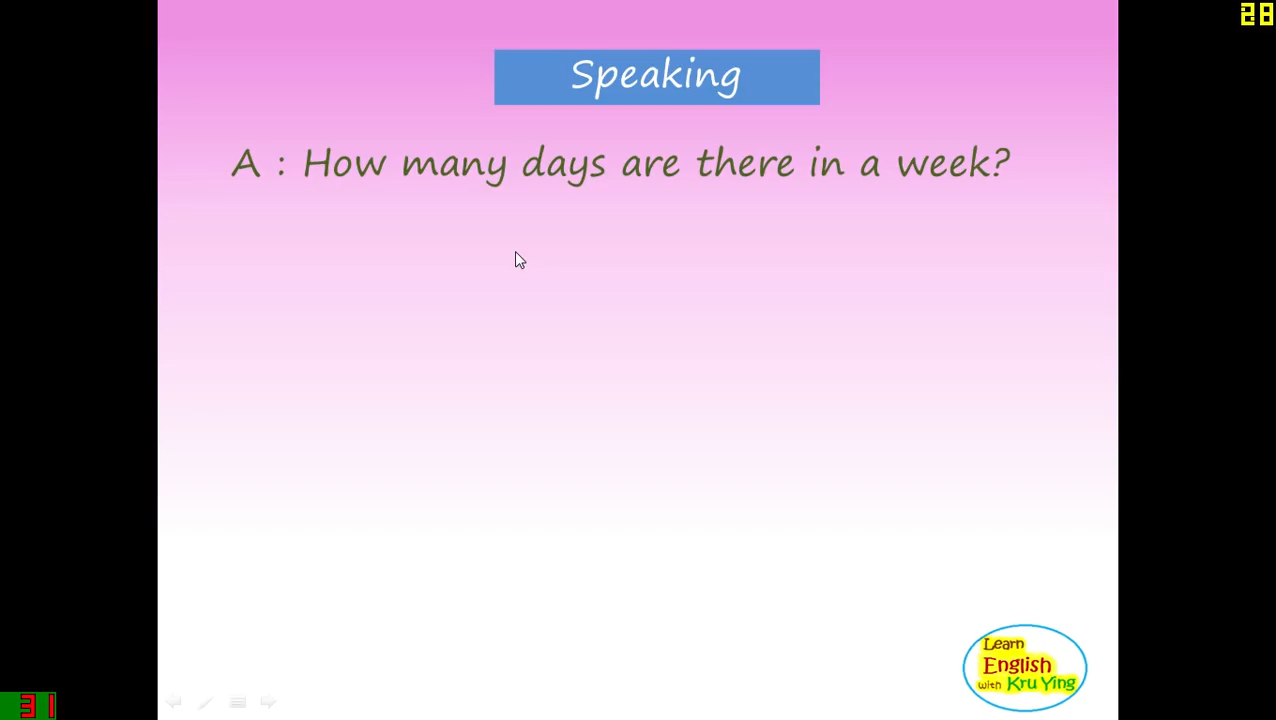 28
Speaking
A : How many days are there in a week?
Learn
English
with Kru Ying
31